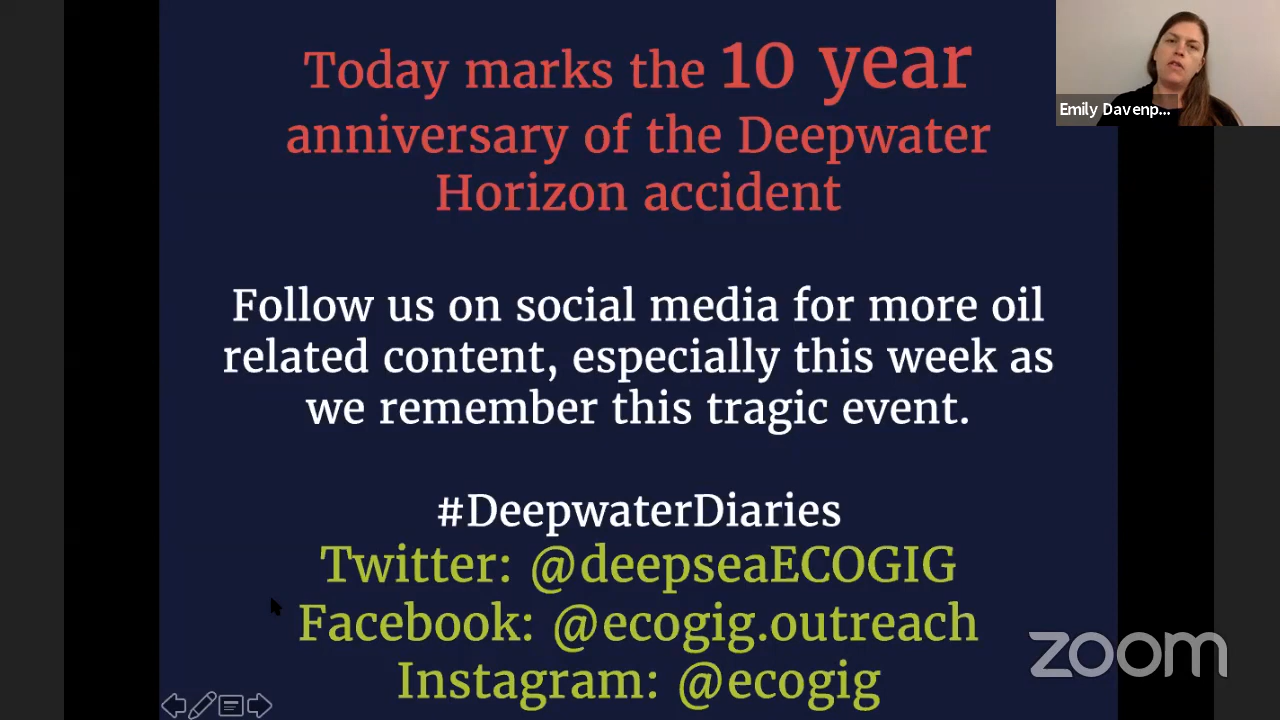 Today marks the 10 year
anniversary of the Deepwater
Horizon accident
Follow us on social media for more oil
related content, especially this week as
we remember this tragic event.
#DeepwaterDiaries
Twitter: @deepseaECOGIG
Facebook: @ecogig.outreach
Instagram: @ecogig
Emily Davenp...
zoom